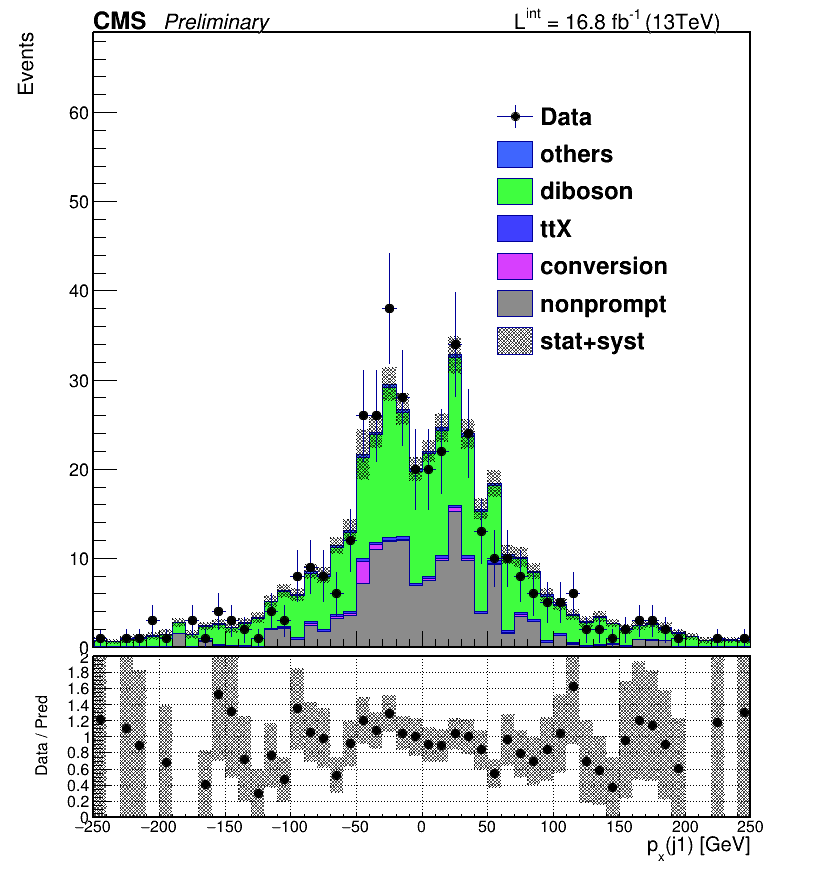 CMS Preliminary L^int = 16.8 fb^-1 (13TeV)
Events
60
50
40
30
20
10
0
Data
others
diboson
ttX
conversion
nonprompt
stat+syst
Data / Pred
2
1.8
1.6
1.4
1.2
1
0.8
0.6
0.4
0.2
0
−250 −200 −150 −100 −50 0 50 100 150 200 250
p_x(j1) [GeV]